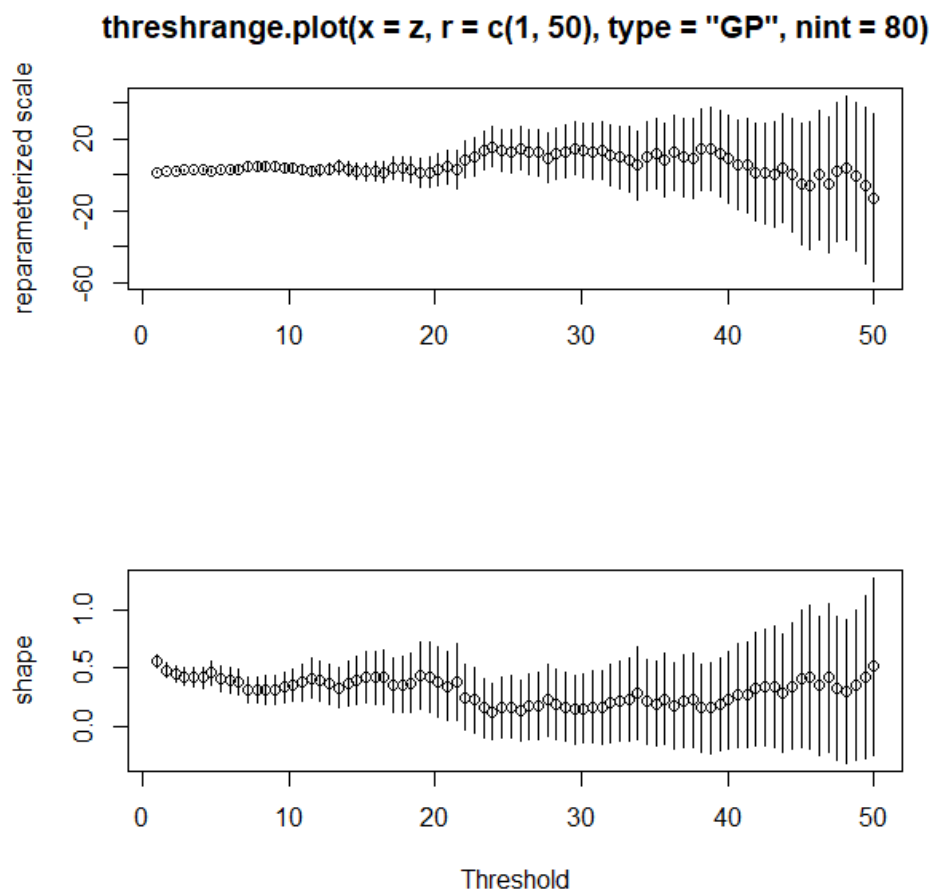 threshrange.plot(x = z, r = c(1, 50), type = "GP", nint = 80)
reparameterized scale
20
-20
-60
0 10 20 30 40 50
shape
1.0
0.5
0.0
0 10 20 30 40 50
Threshold